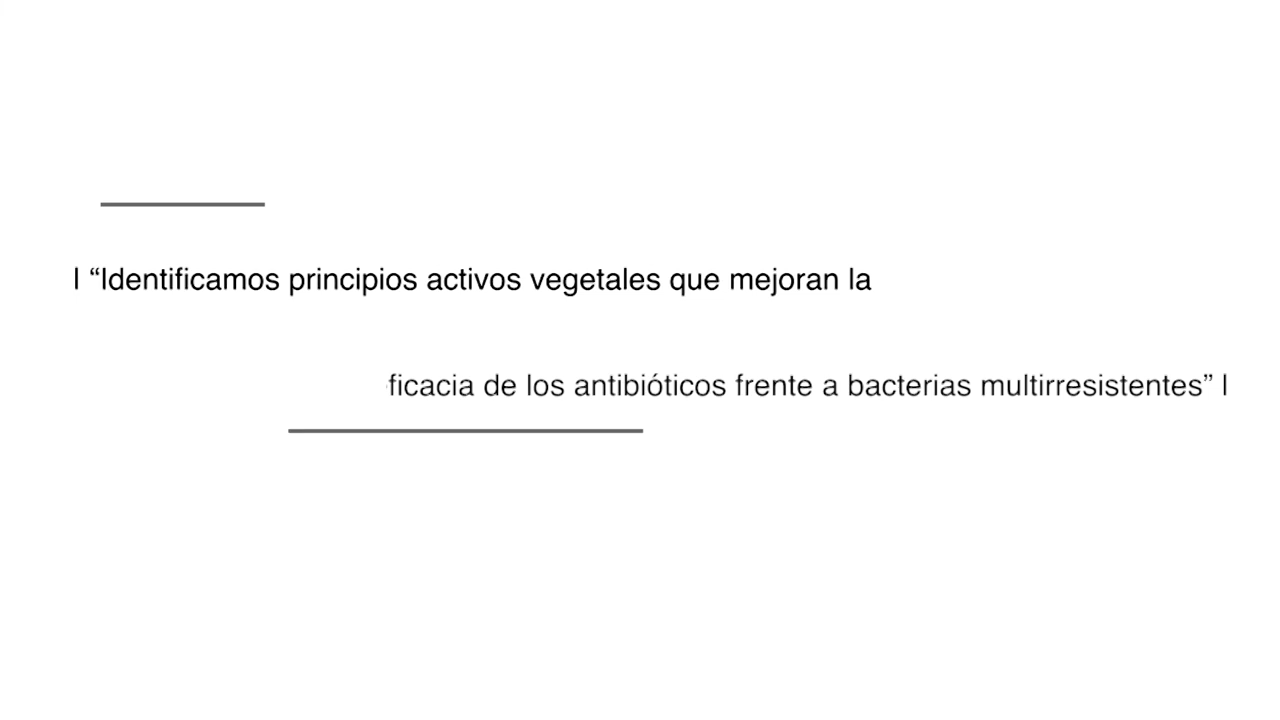 | “Identificamos principios activos vegetales que mejoran la
ficacia de los antibióticos frente a bacterias multirresistentes” |